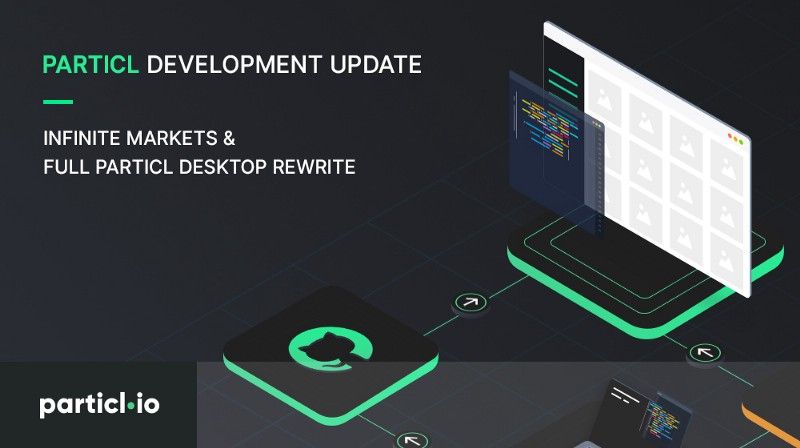 PARTICL DEVELOPMENT UPDATE
INFINITE MARKETS &
FULL PARTICL DESKTOP REWRITE
particl.io